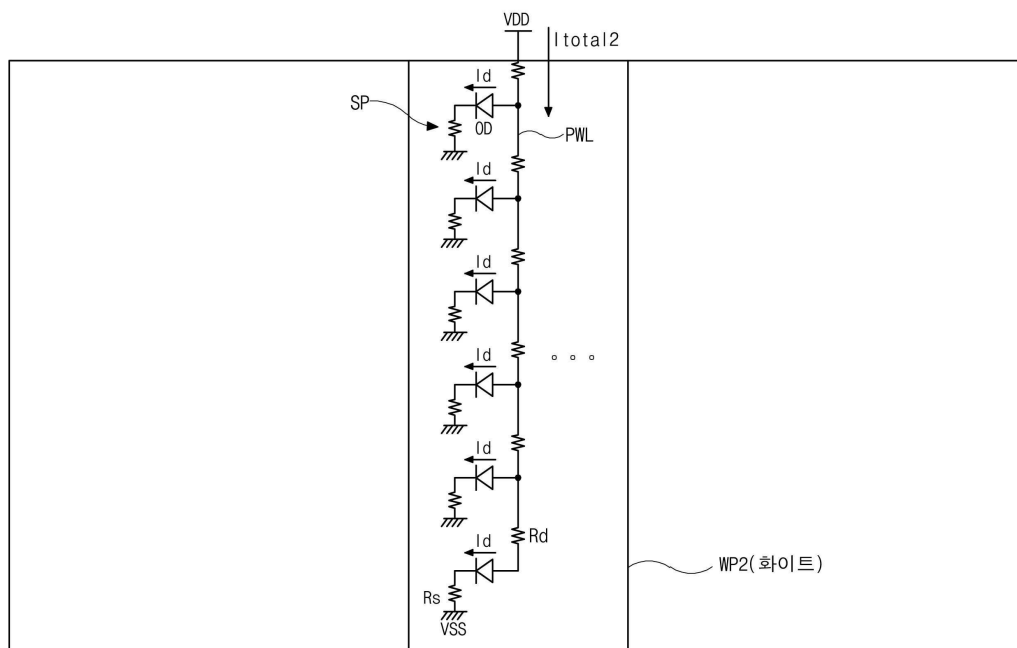 VDD
Itotal2
Id
SP
OD
PWL
Id
Id
Id
Id
Rd
Id
WP2(화이트)
Rs
VSS